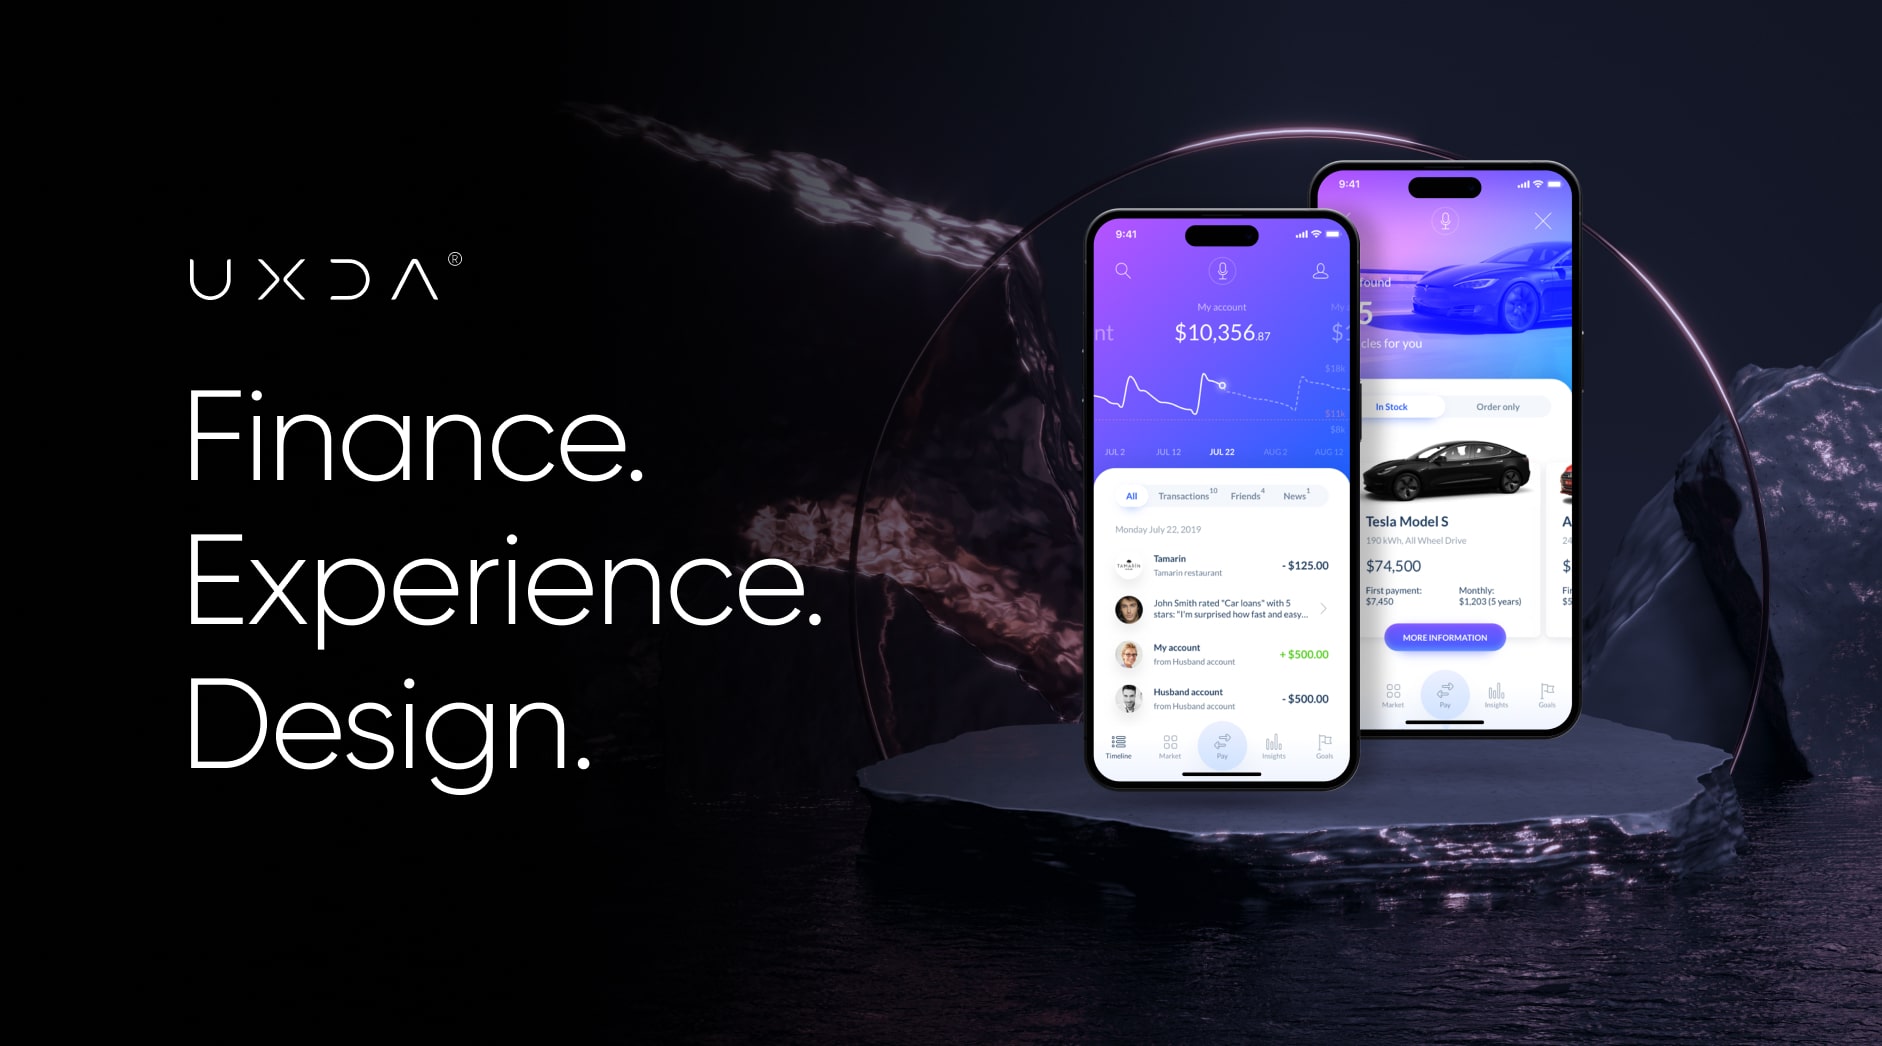 UXDA®
Finance.
Experience.
Design.
9:41
My account
nt
$10,356.87
$18k
$11k
$8k
JUL 2
JUL 12
JUL 22
AUG 2
AUG 12
All
Transactions 10
Friends 4
News 1
Monday July 22, 2019
TAMARIN
Tamarin
Tamarin restaurant
- $125.00
John Smith rated "Car loans" with 5
stars: "I'm surprised how fast and easy...
My account
from Husband account
+ $500.00
Husband account
from Husband account
- $500.00
Timeline
Market
Pay
Insights
Goals
9:41
found
5
cles for you
In Stock
Order only
Tesla Model S
190 kWh, All Wheel Drive
$74,500
First payment:
$7,450
Monthly:
$1,203 (5 years)
MORE INFORMATION
Market
Pay
Insights
Goals